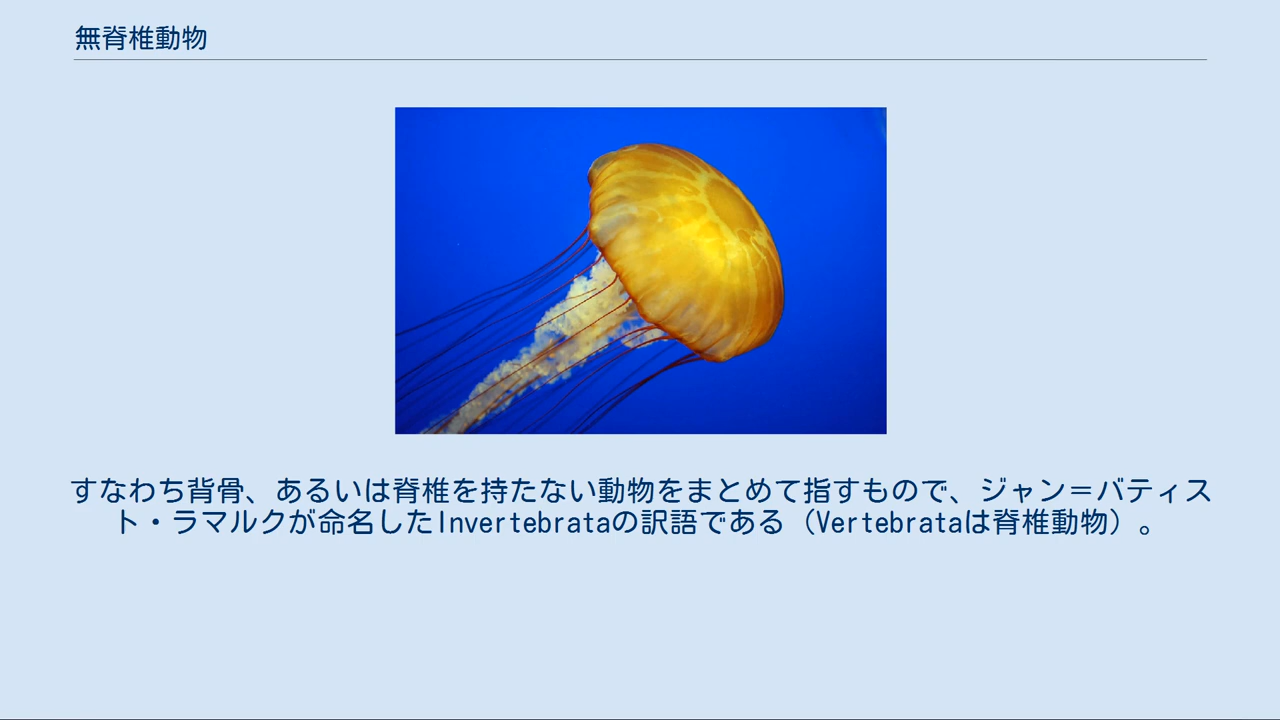 無脊椎動物
すなわち背骨、あるいは脊椎を持たない動物をまとめて指すもので、ジャン＝バティス
ト・ラマルクが命名したInvertebrataの訳語である（Vertebrataは脊椎動物）。